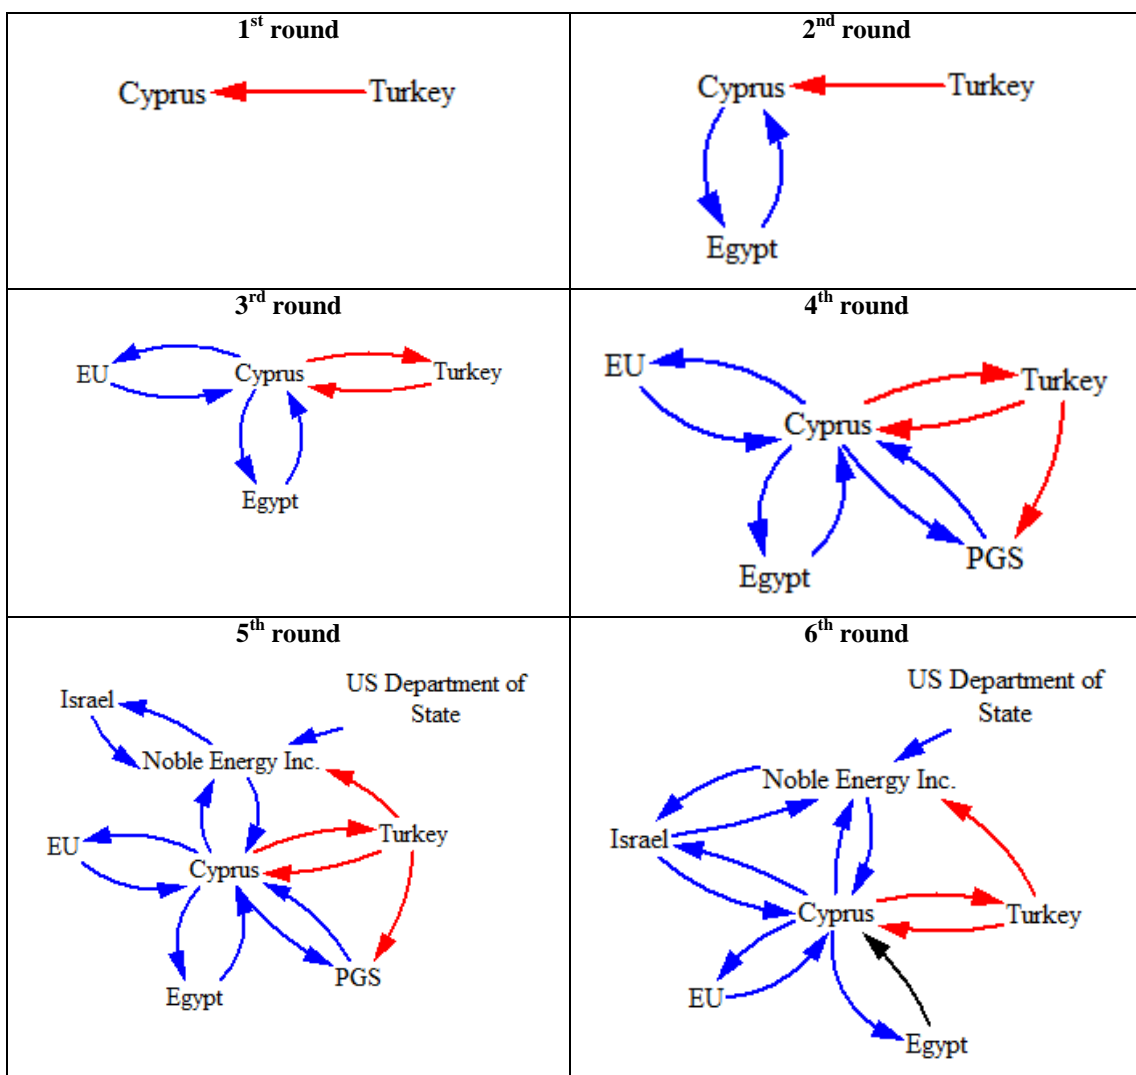 1st round
Cyprus Turkey
2nd round
Cyprus Turkey
Egypt
3rd round
EU Cyprus Turkey
Egypt
4th round
EU Turkey
Cyprus
Egypt PGS
5th round
US Department of
State
Israel
Noble Energy Inc.
EU Turkey
Cyprus
Egypt PGS
6th round
US Department of
State
Noble Energy Inc.
Israel
Cyprus Turkey
EU
Egypt